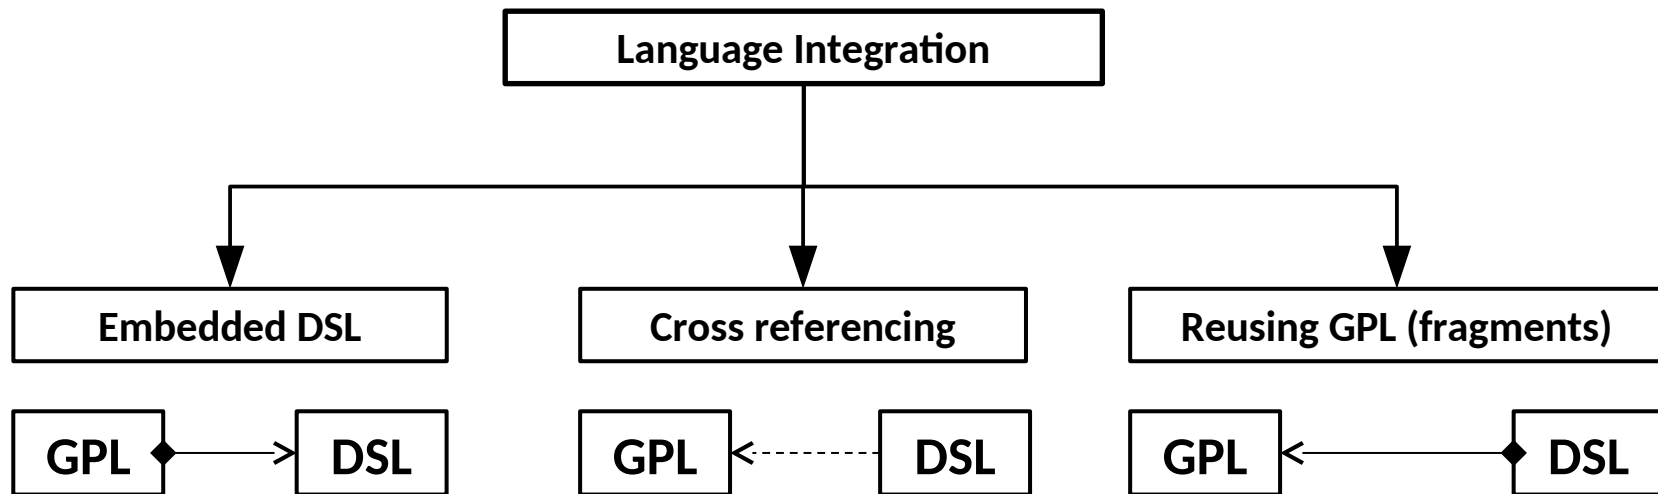 Language Integration
Embedded DSL
Cross referencing
Reusing GPL (fragments)
GPL
DSL
GPL
DSL
GPL
DSL